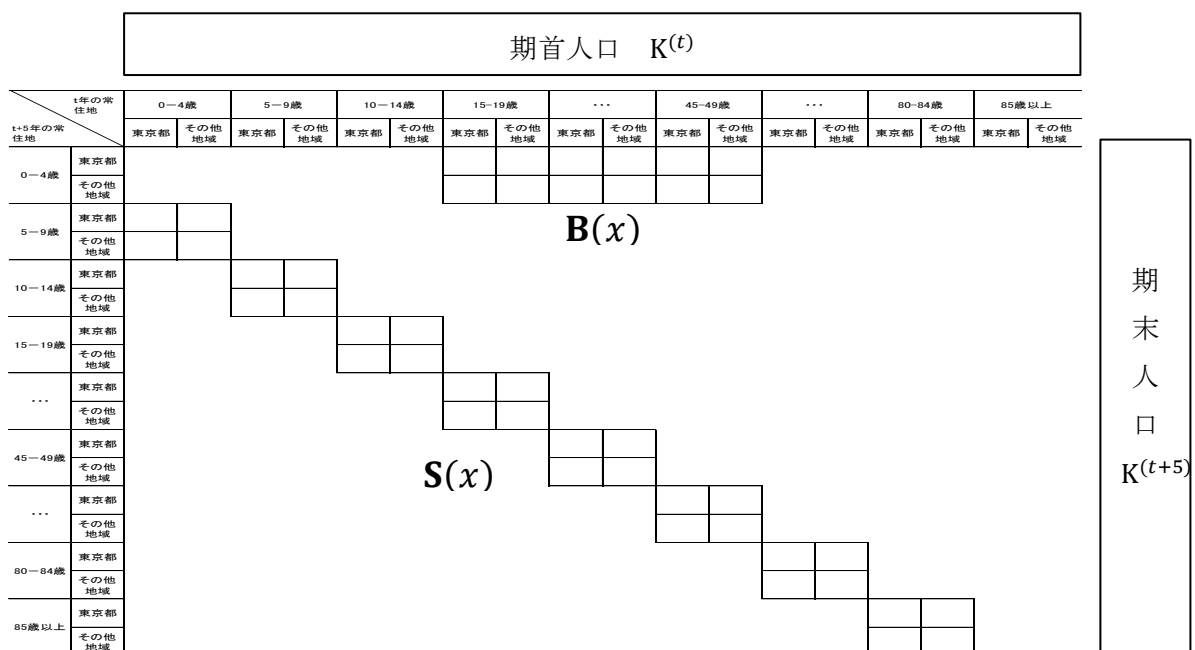 期首人口 K^(t)
t年の常住地
t+5年の常住地
0－4歳 5－9歳 10－14歳 15-19歳 ・・・ 45-49歳 ・・・ 80-84歳 85歳以上
東京都 その他地域 東京都 その他地域 東京都 その他地域 東京都 その他地域 東京都 その他地域 東京都 その他地域 東京都 その他地域 東京都 その他地域 東京都 その他地域
0－4歳 東京都
その他地域
5－9歳 東京都
その他地域
B(x)
10－14歳 東京都
その他地域
15－19歳 東京都
その他地域
・・・ 東京都
その他地域
45－49歳 東京都
その他地域
S(x)
・・・ 東京都
その他地域
80－84歳 東京都
その他地域
85歳以上 東京都
その他地域
期末人口 K^(t+5)